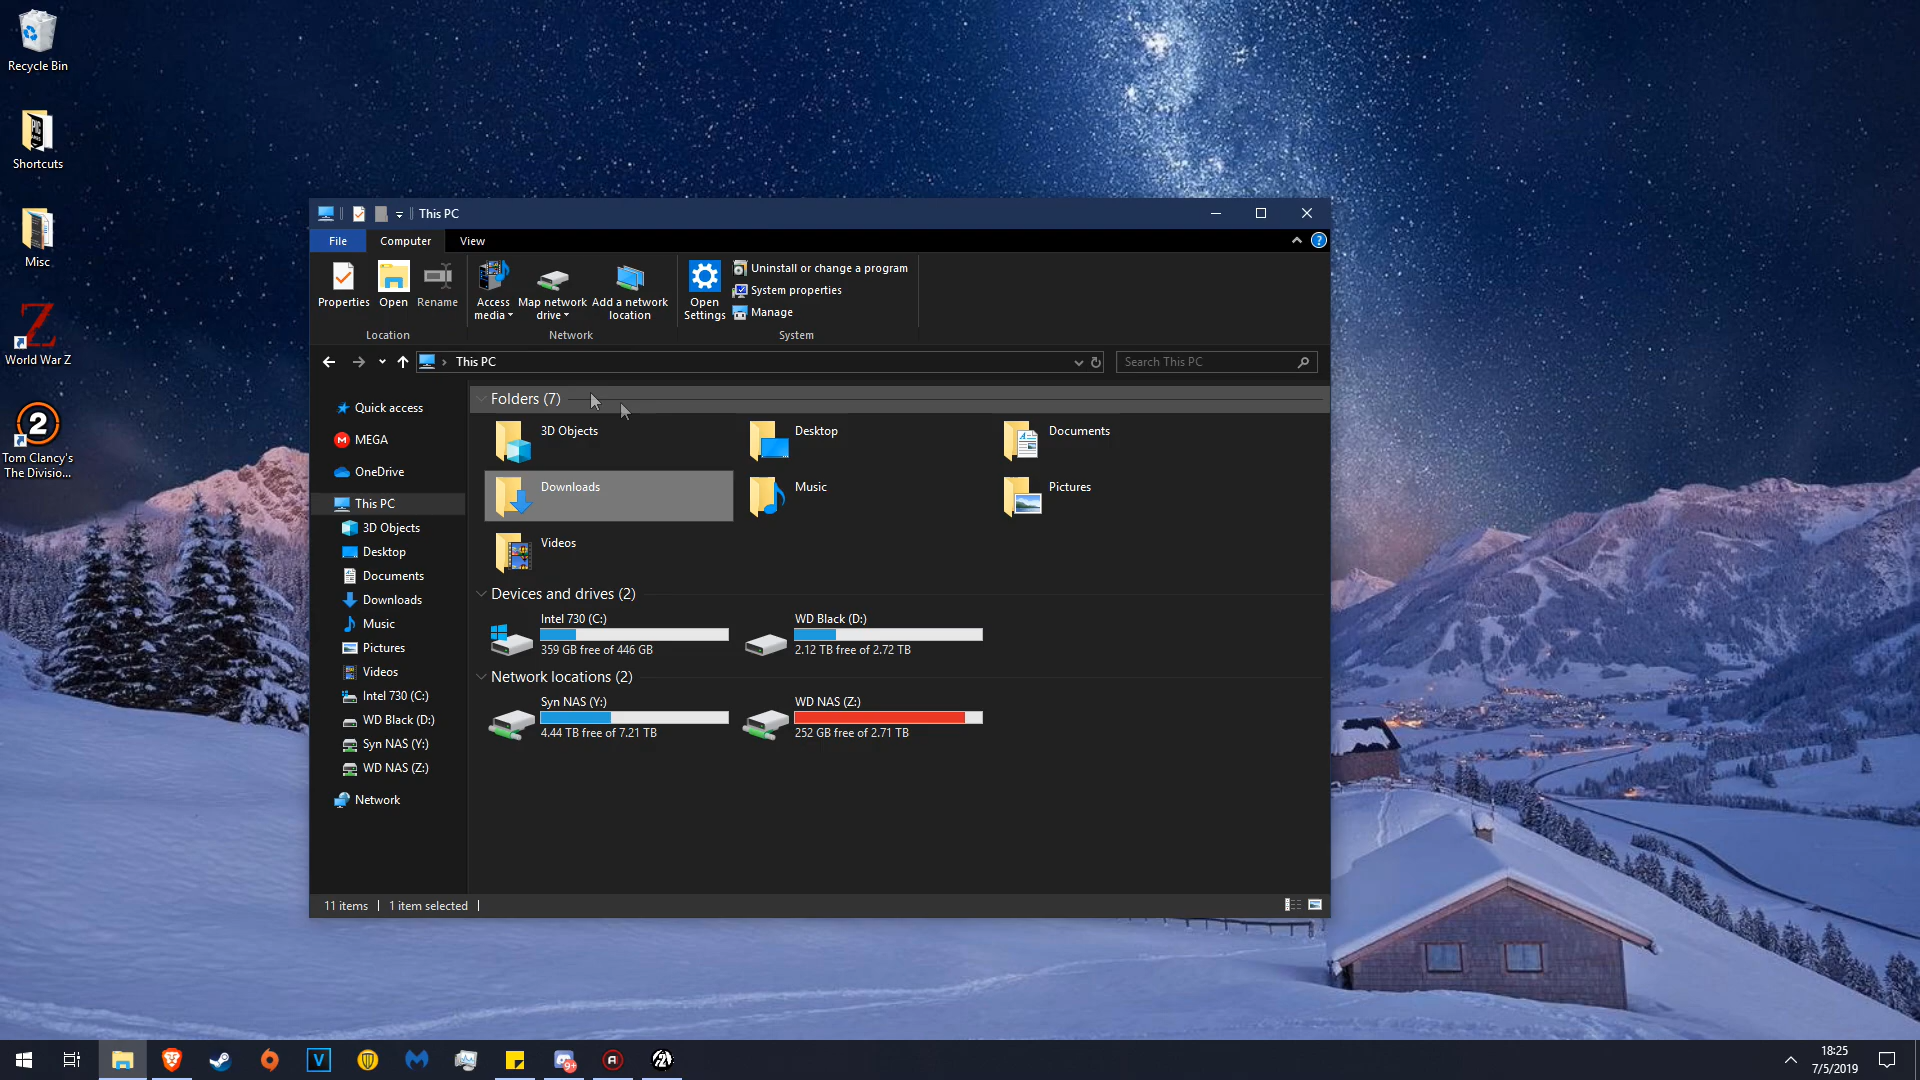 Recycle Bin
Shortcuts
Misc
World War Z
Tom Clancy's
The Divisio...
This PC
File
Computer
View
Properties
Open
Rename
Access
media
Map network
drive
Add a network
location
Open
Settings
Uninstall or change a program
System properties
Manage
Location
Network
System
This PC
Search This PC
Quick access
MEGA
OneDrive
This PC
3D Objects
Desktop
Documents
Downloads
Music
Pictures
Videos
Intel 730 (C:)
WD Black (D:)
Syn NAS (Y:)
WD NAS (Z:)
Network
Folders (7)
3D Objects
Desktop
Documents
Downloads
Music
Pictures
Videos
Devices and drives (2)
Intel 730 (C:)
359 GB free of 446 GB
WD Black (D:)
2.12 TB free of 2.72 TB
Network locations (2)
Syn NAS (Y:)
4.44 TB free of 7.21 TB
WD NAS (Z:)
252 GB free of 2.71 TB
11 items
1 item selected
9+
18:25
7/5/2019